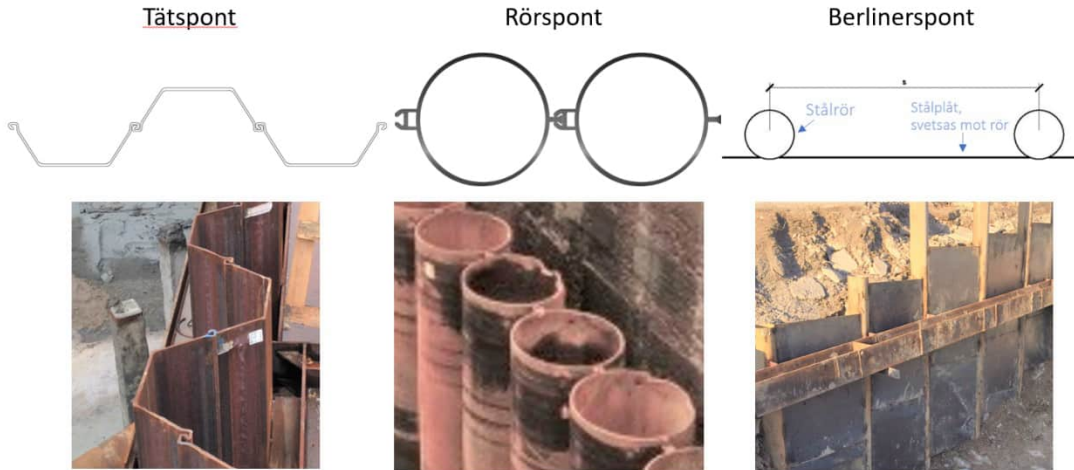 Tätspont
Rörspont
Berlinerspont
s
Stålrör
Stålplåt,
svetsas mot rör